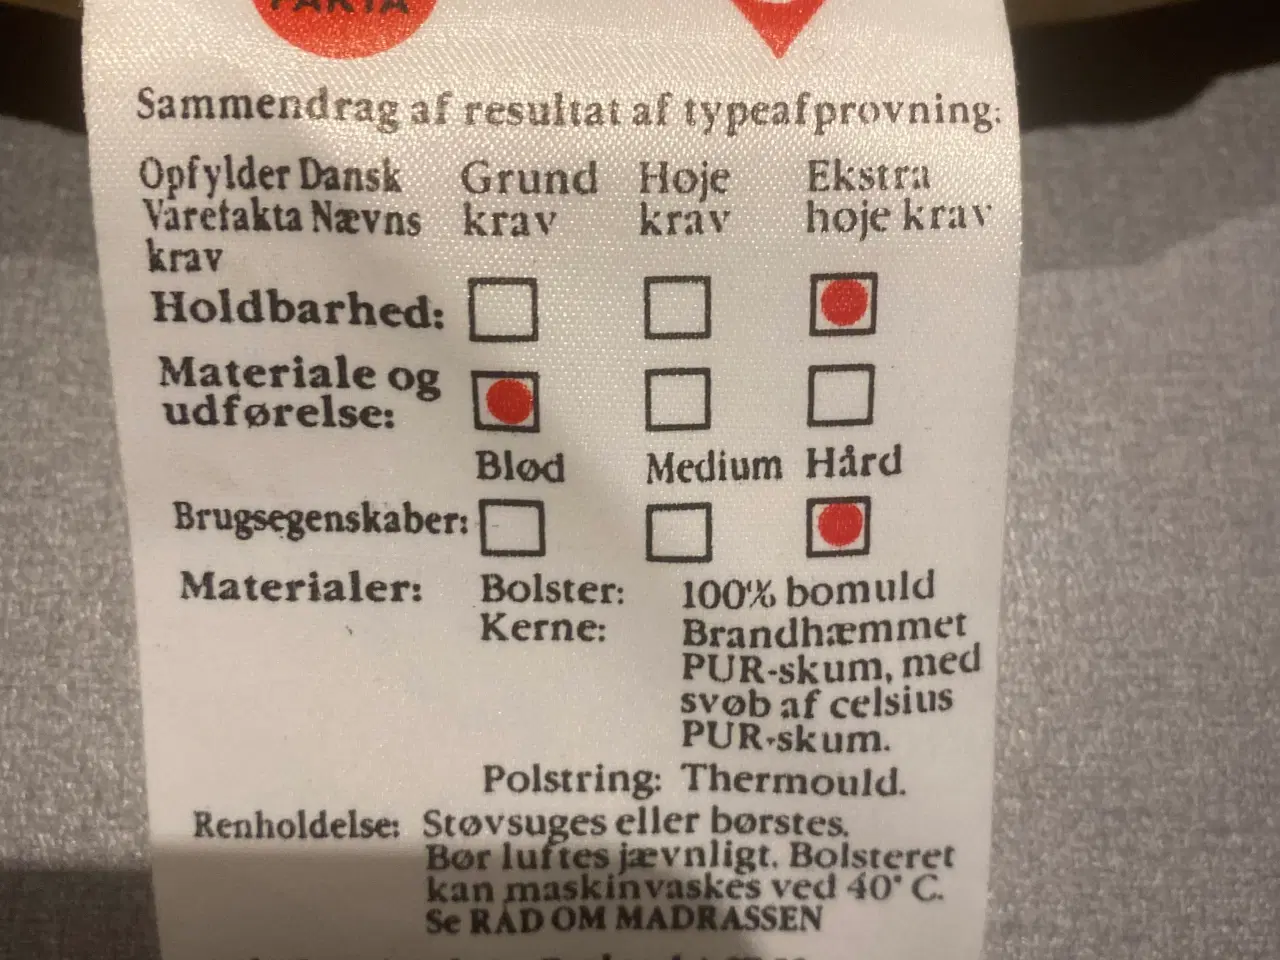 FAKTA
Sammendrag af resultat af typeafprovning:
Opfylder Dansk Grund Hoje Ekstra
Varefakta Nævns krav krav hoje krav
krav
Holdbarhed:
Materiale og
udførelse:
Blød Medium Hård
Brugsegenskaber:
Materialer: Bolster: 100% bomuld
Kerne: Brandhæmmet
PUR-skum, med
svøb af celsius
PUR-skum.
Polstring: Thermould.
Renholdelse: Støvsuges eller børstes.
Bør luftes jævnligt. Bolsteret
kan maskinvaskes ved 40° C.
Se RÅD OM MADRASSEN